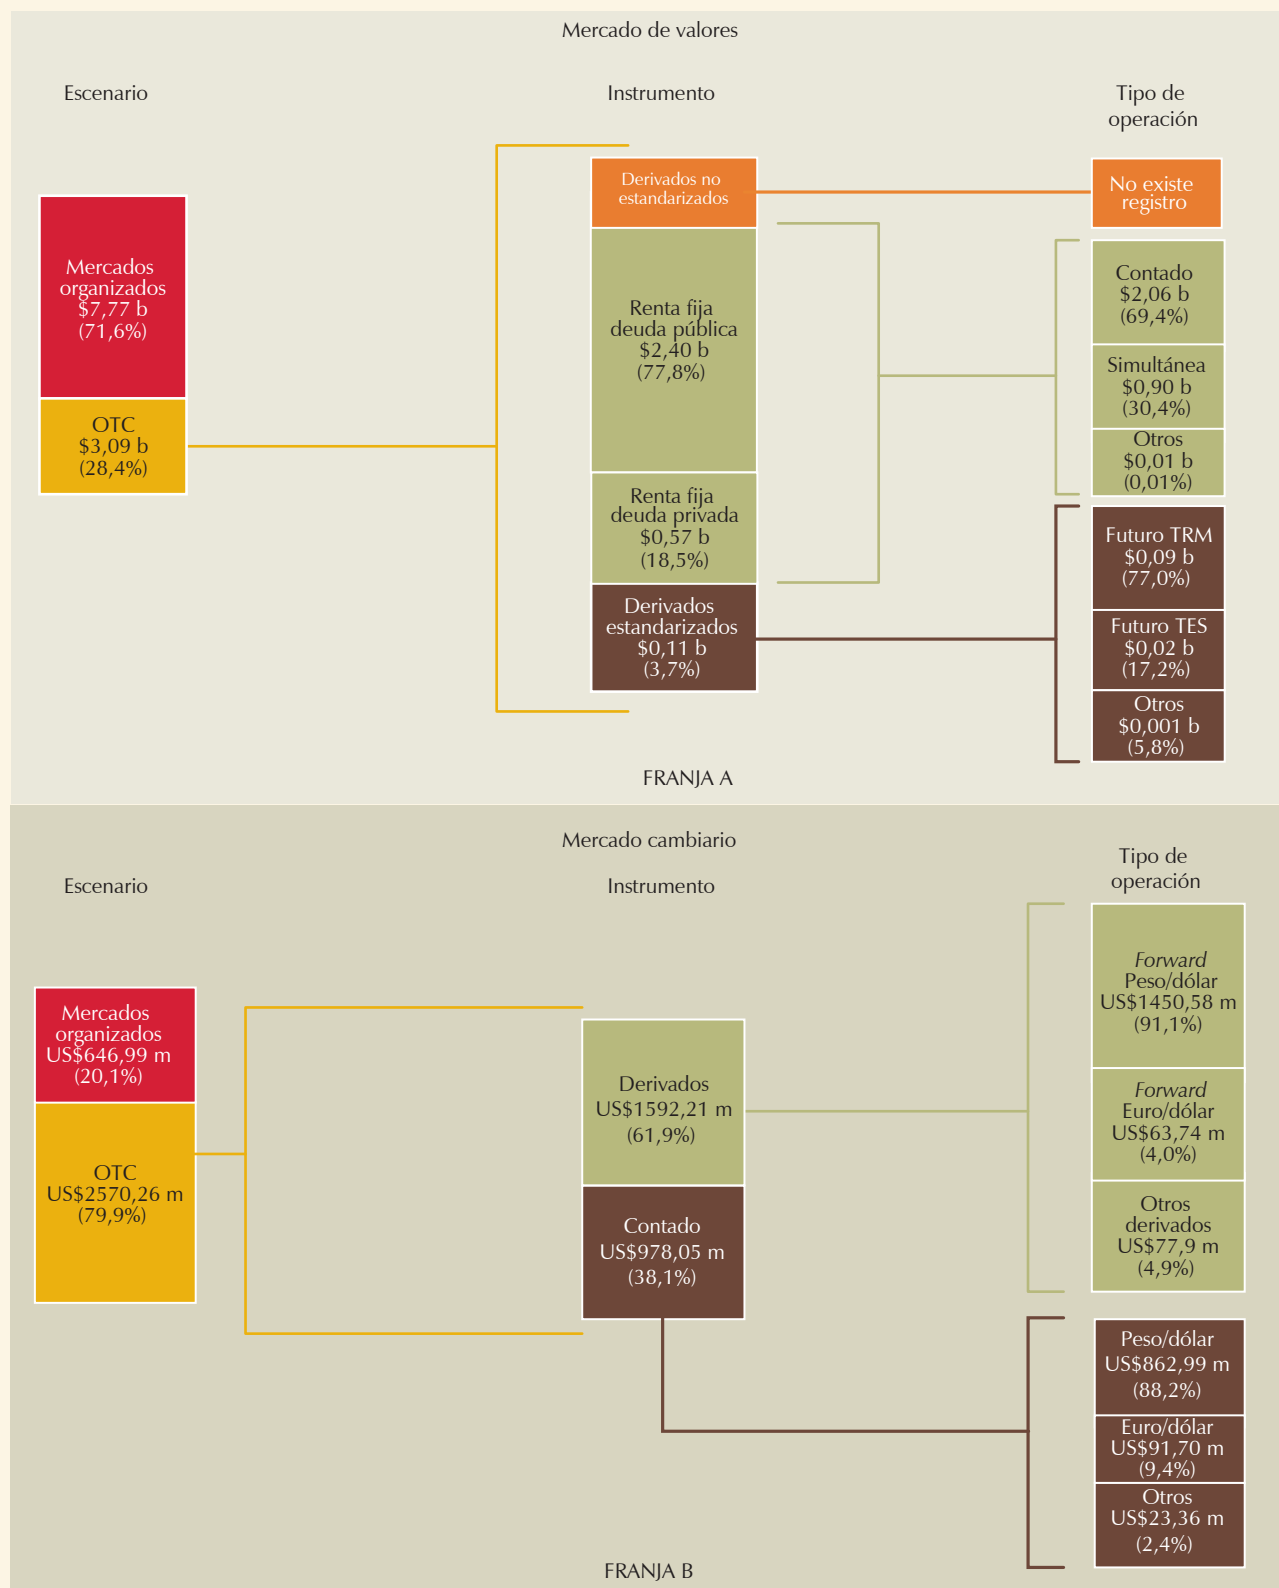 Mercado de valores
Escenario
Instrumento
Tipo de
operación
Mercados
organizados
$7,77 b
(71,6%)
OTC
$3,09 b
(28,4%)
Derivados no
estandarizados
Renta fija
deuda pública
$2,40 b
(77,8%)
Renta fija
deuda privada
$0,57 b
(18,5%)
Derivados
estandarizados
$0,11 b
(3,7%)
No existe
registro
Contado
$2,06 b
(69,4%)
Simultánea
$0,90 b
(30,4%)
Otros
$0,01 b
(0,01%)
Futuro TRM
$0,09 b
(77,0%)
Futuro TES
$0,02 b
(17,2%)
Otros
$0,001 b
(5,8%)
FRANJA A
Mercado cambiario
Escenario
Instrumento
Tipo de
operación
Mercados
organizados
US$646,99 m
(20,1%)
OTC
US$2570,26 m
(79,9%)
Derivados
US$1592,21 m
(61,9%)
Contado
US$978,05 m
(38,1%)
Forward
Peso/dólar
US$1450,58 m
(91,1%)
Forward
Euro/dólar
US$63,74 m
(4,0%)
Otros
derivados
US$77,9 m
(4,9%)
Peso/dólar
US$862,99 m
(88,2%)
Euro/dólar
US$91,70 m
(9,4%)
Otros
US$23,36 m
(2,4%)
FRANJA B